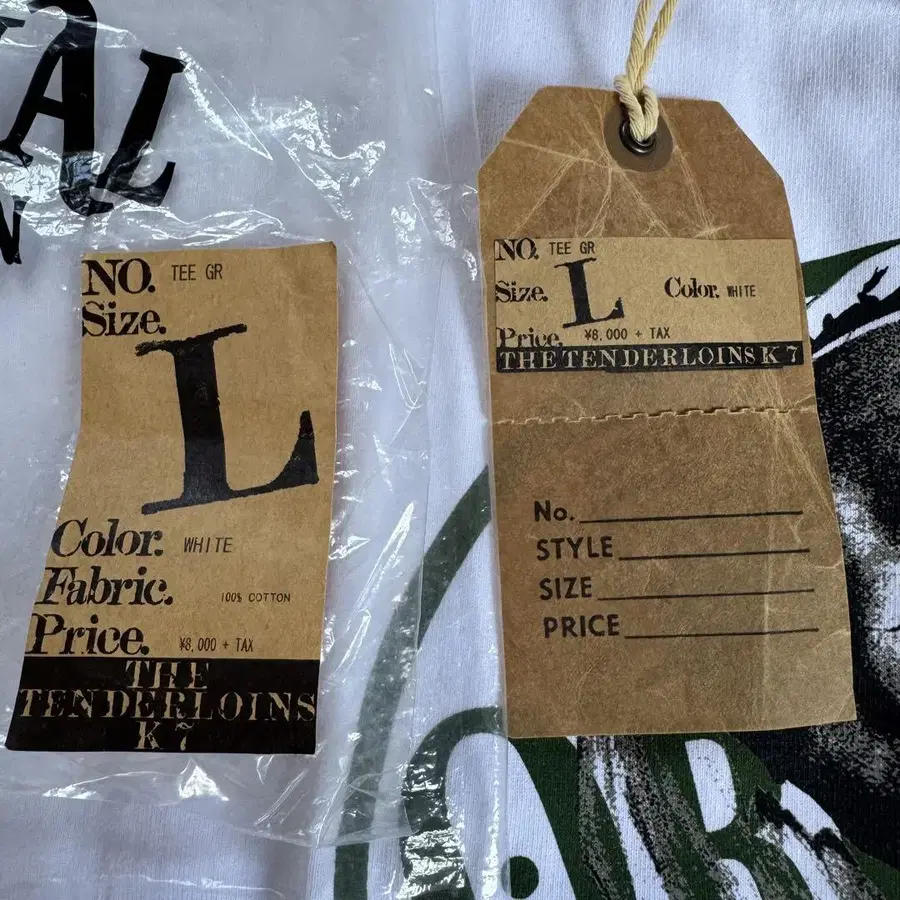 AL
N
NO. TEE GR
Size.
L
Color. WHITE
Fabric. 100% COTTON
Price. ¥8,000 + TAX
THE
TENDERLOINS
K 7
NO. TEE GR
Size. L Color. WHITE
Price. ¥8,000 + TAX
THE TENDERLOINS K 7
No.
STYLE
SIZE
PRICE